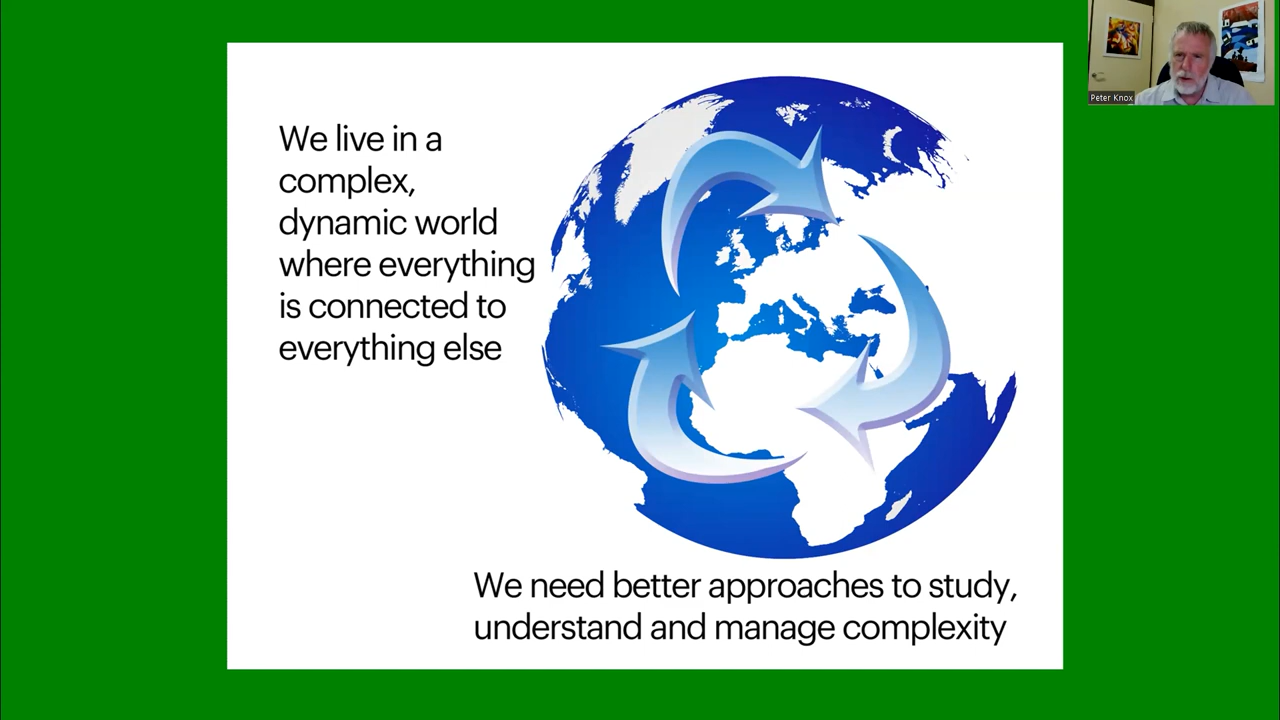 We live in a
complex,
dynamic world
where everything
is connected to
everything else
We need better approaches to study,
understand and manage complexity
Peter Knox